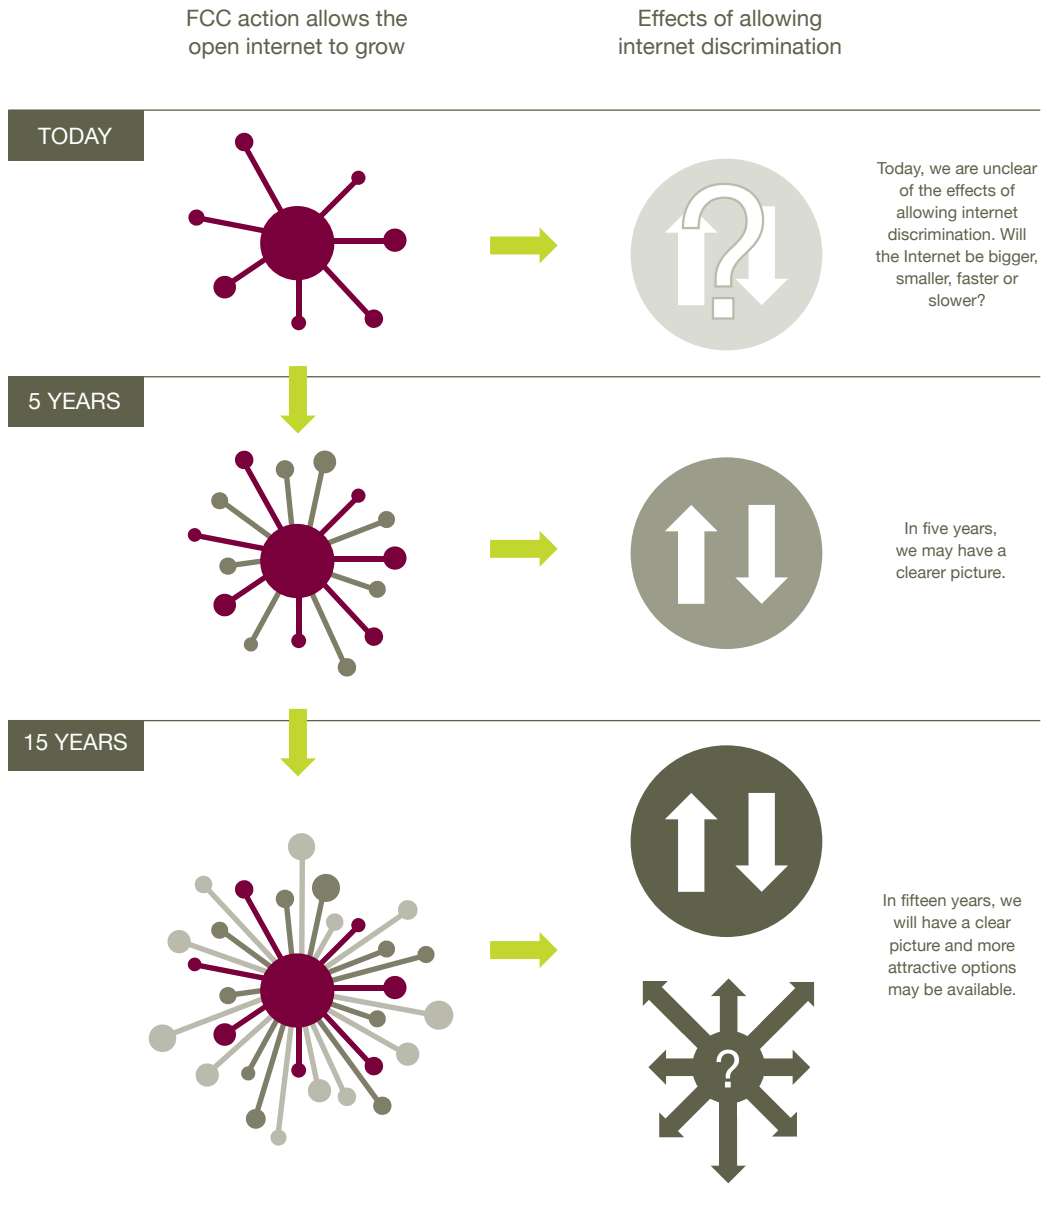 FCC action allows the
open internet to grow
Effects of allowing
internet discrimination
TODAY
?
Today, we are unclear
of the effects of
allowing internet
discrimination. Will
the Internet be bigger,
smaller, faster or
slower?
5 YEARS
In five years,
we may have a
clearer picture.
15 YEARS
In fifteen years, we
will have a clear
picture and more
attractive options
may be available.
?